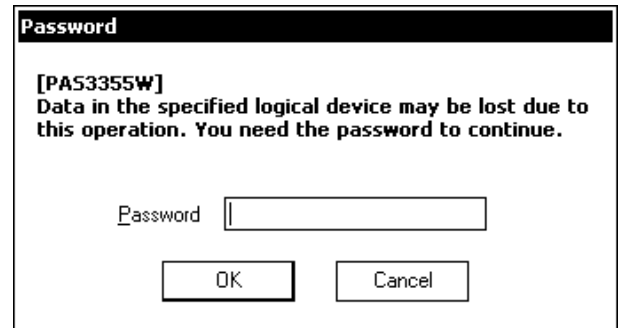 Password
[PAS3355W]
Data in the specified logical device may be lost due to
this operation. You need the password to continue.
Password
OK Cancel